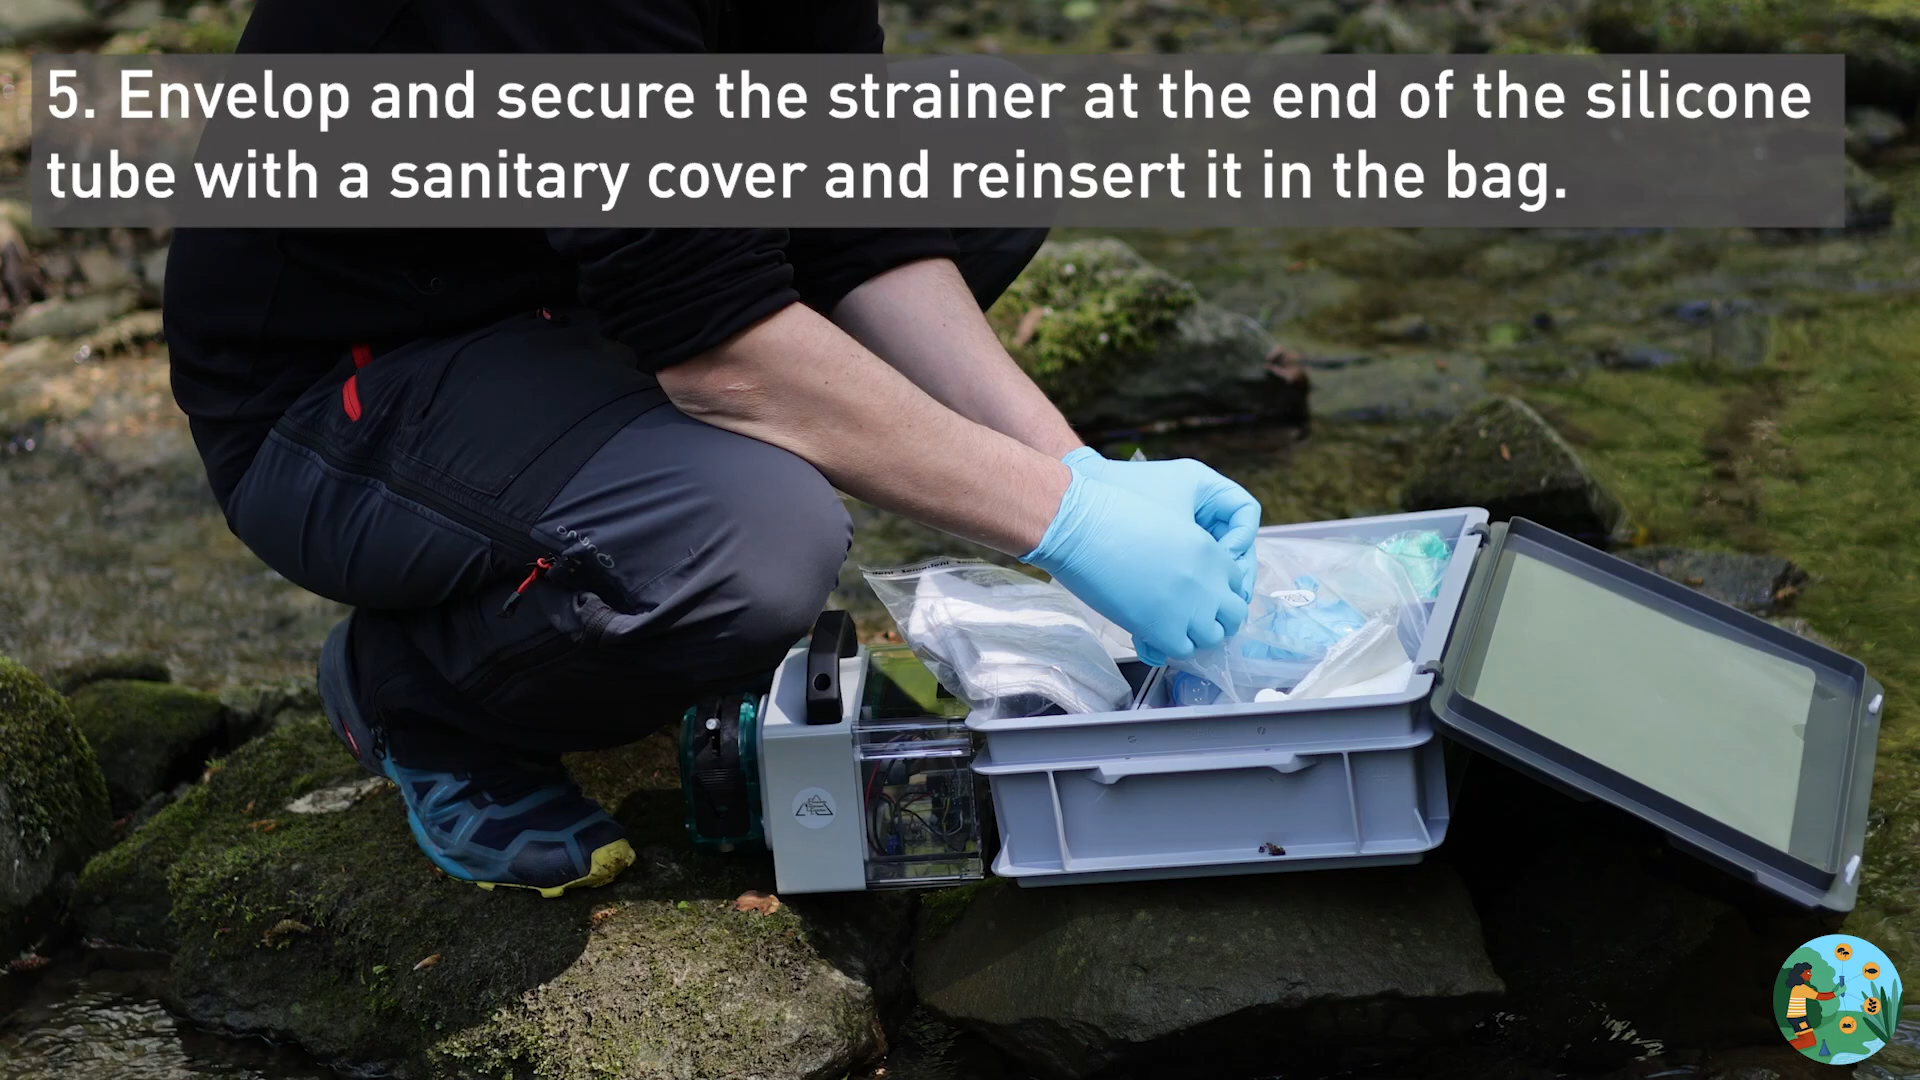 5. Envelop and secure the strainer at the end of the silicone
tube with a sanitary cover and reinsert it in the bag.